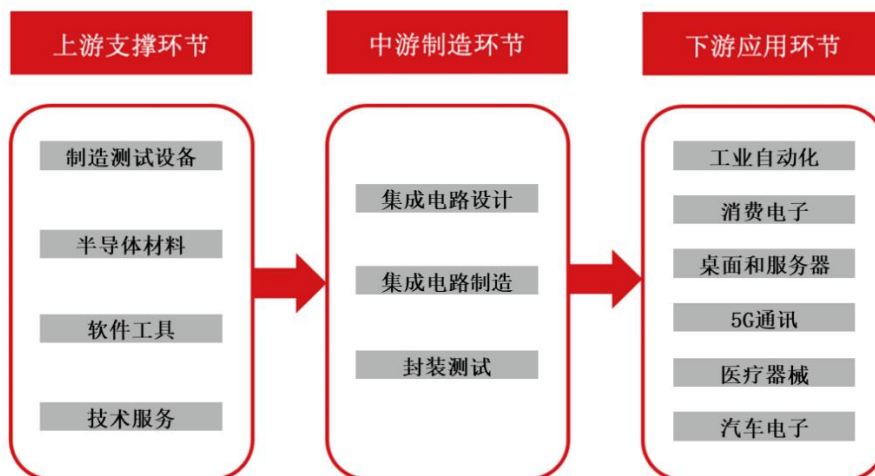 上游支撑环节
制造测试设备
半导体材料
软件工具
技术服务
中游制造环节
集成电路设计
集成电路制造
封装测试
下游应用环节
工业自动化
消费电子
桌面和服务器
5G通讯
医疗器械
汽车电子